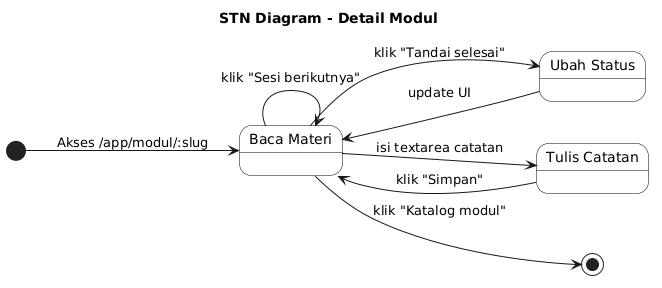 STN Diagram - Detail Modul
klik "Tandai selesai"
Ubah Status
klik "Sesi berikutnya"
update UI
Akses /app/modul/:slug
Baca Materi
isi textarea catatan
Tulis Catatan
klik "Simpan"
klik "Katalog modul"